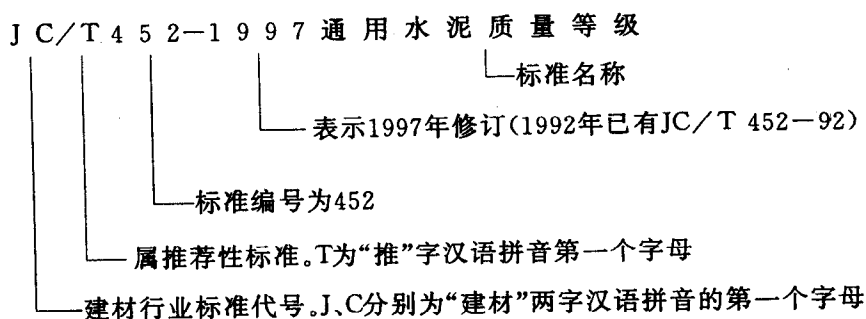 JC/T452-1997通用水泥质量等级
标准名称
表示1997年修订(1992年已有JC/T 452-92)
标准编号为452
属推荐性标准。T为“推”字汉语拼音第一个字母
建材行业标准代号。J、C分别为“建材”两字汉语拼音的第一个字母